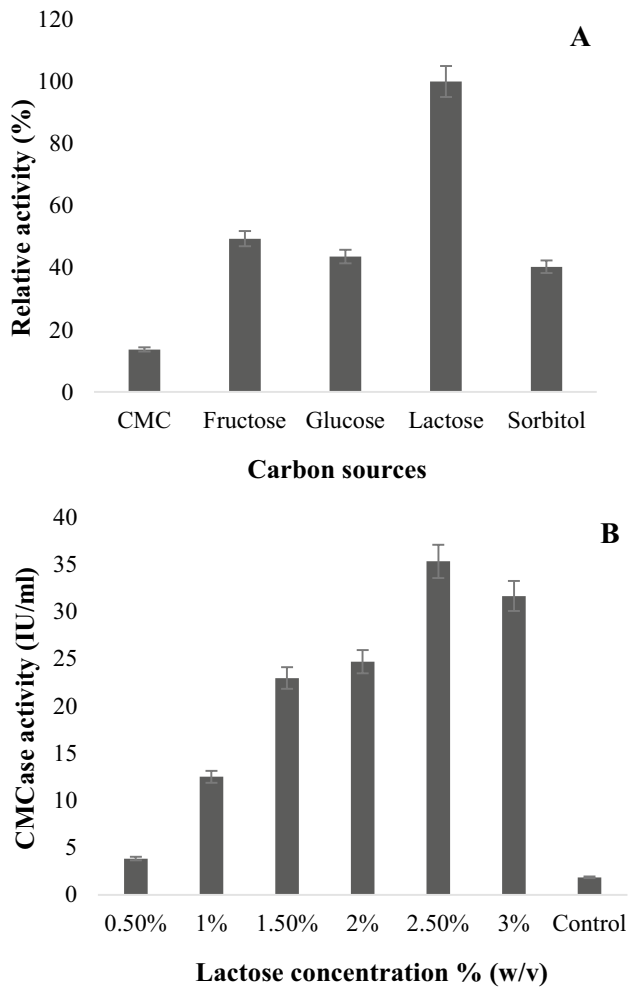 120
A
100
80
60
40
20
0
Relative activity (%)
CMC Fructose Glucose Lactose Sorbitol
Carbon sources
40
B
35
30
25
20
15
10
5
0
CMCase activity (IU/ml)
0.50% 1% 1.50% 2% 2.50% 3% Control
Lactose concentration % (w/v)